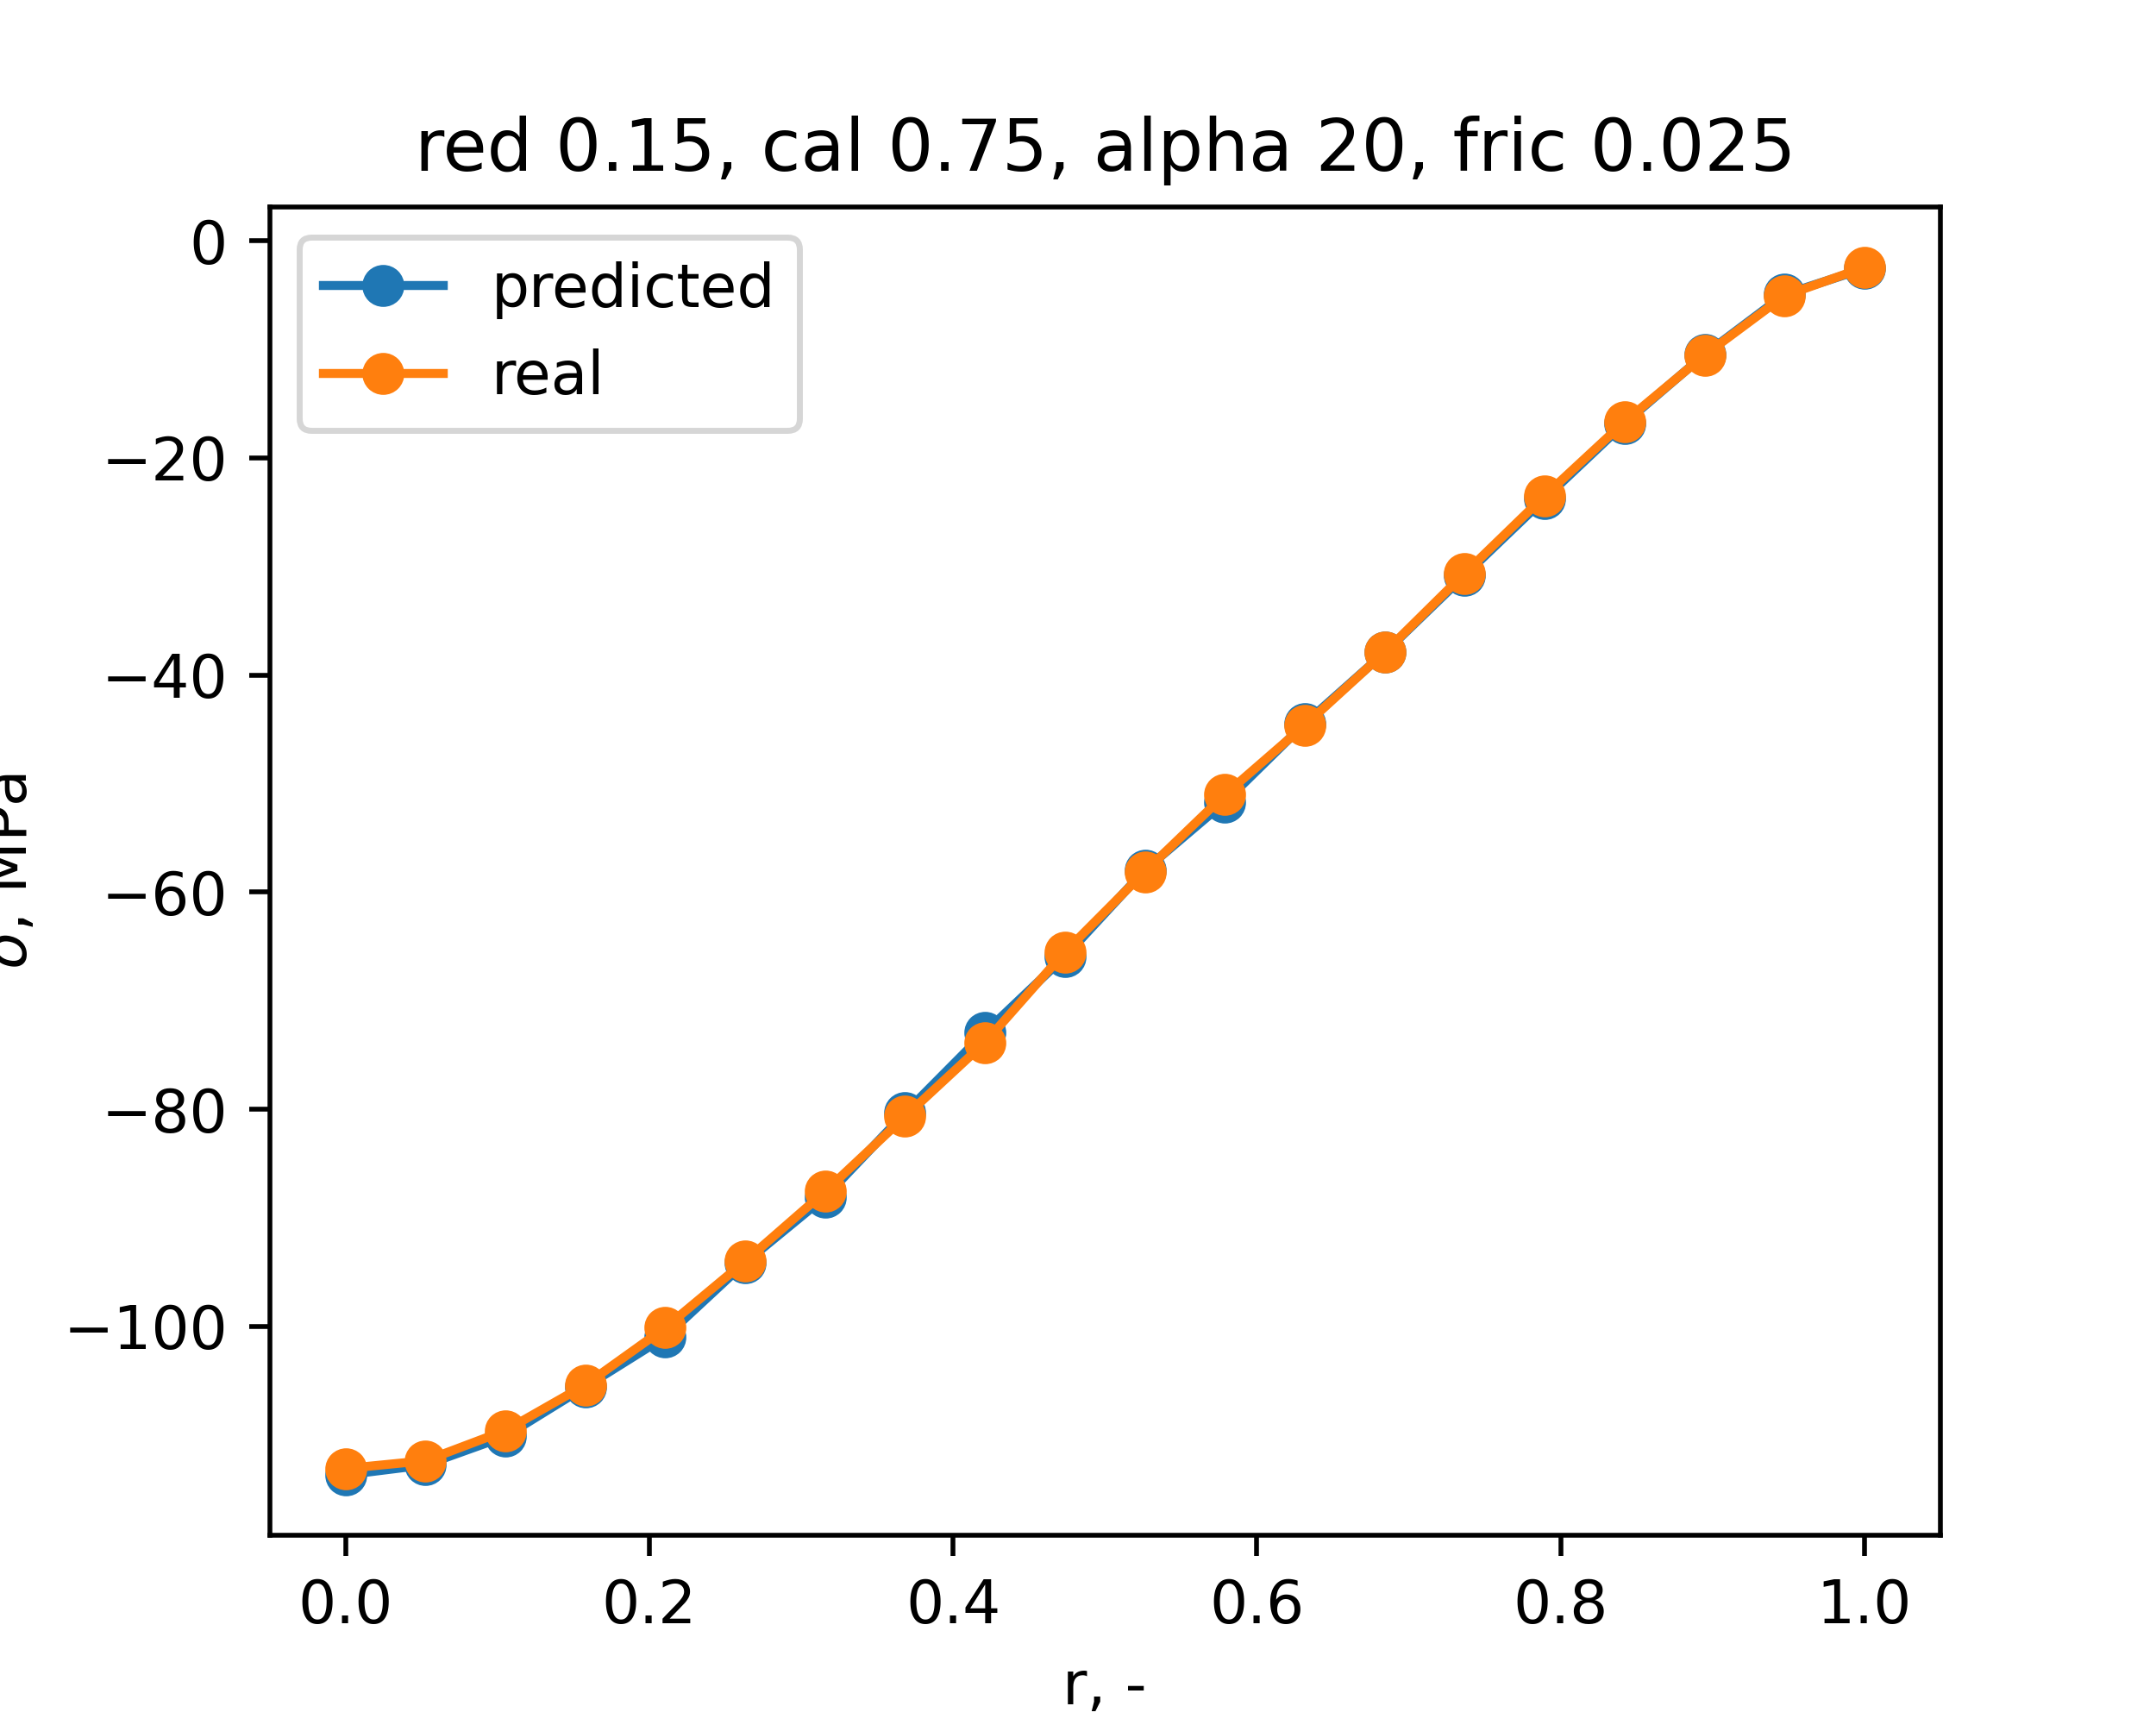 red 0.15, cal 0.75, alpha 20, fric 0.025
predicted
real
0
−20
−40
−60
−80
−100
σ, MPa
0.0 0.2 0.4 0.6 0.8 1.0
r, -